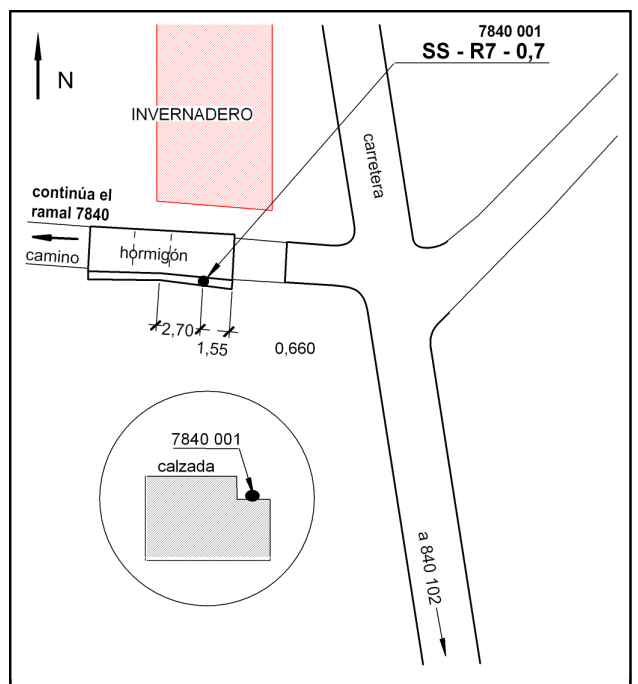 7840 001
SS - R7 - 0,7
N
INVERNADERO
carretera
continúa el
ramal 7840
hormigón
camino
2,70
1,55
0,660
7840 001
calzada
a 840 102